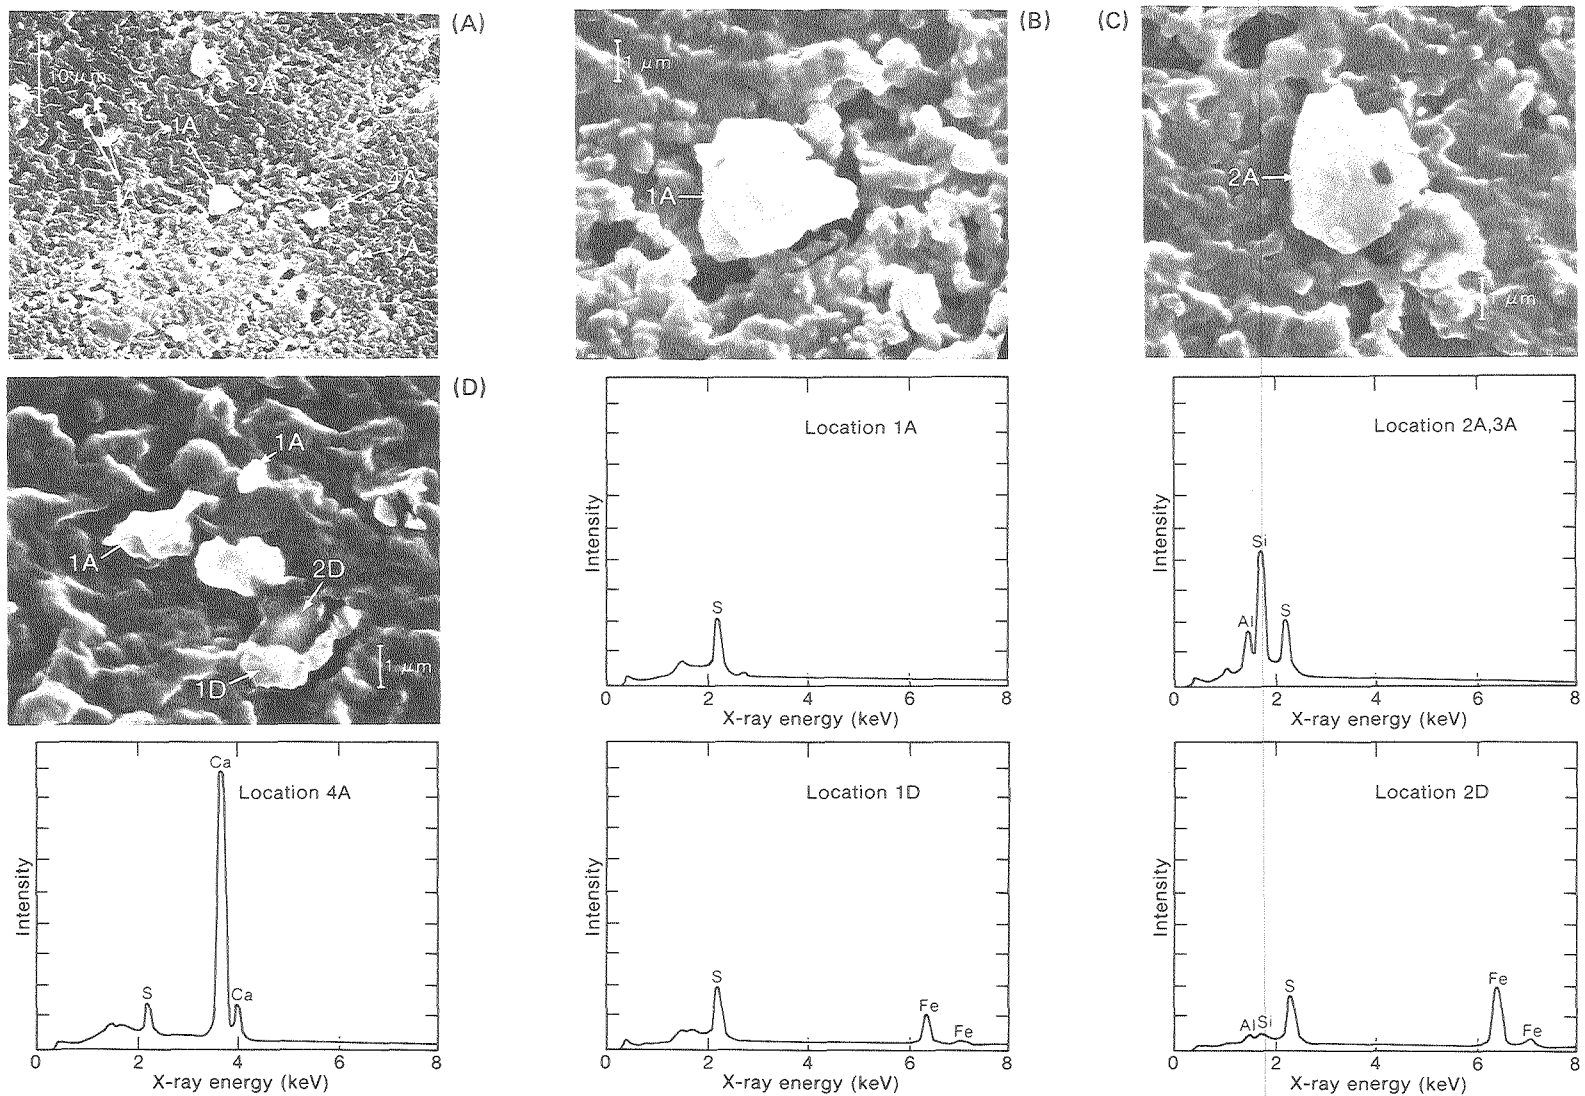 (A)
10 μm
2A
1A
4A
A
1A
(B)
1 μm
1A
(C)
2A
μm
(D)
1A
1A
2D
1D
1 μm
Location 1A
Intensity
S
0 2 4 6 8
X-ray energy (keV)
Location 2A,3A
Intensity
Al
Si
S
0 2 4 6 8
X-ray energy (keV)
Location 4A
Intensity
S
Ca
Ca
0 2 4 6 8
X-ray energy (keV)
Location 1D
Intensity
S
Fe
Fe
0 2 4 6 8
X-ray energy (keV)
Location 2D
Intensity
Al
Si
S
Fe
Fe
0 2 4 6 8
X-ray energy (keV)